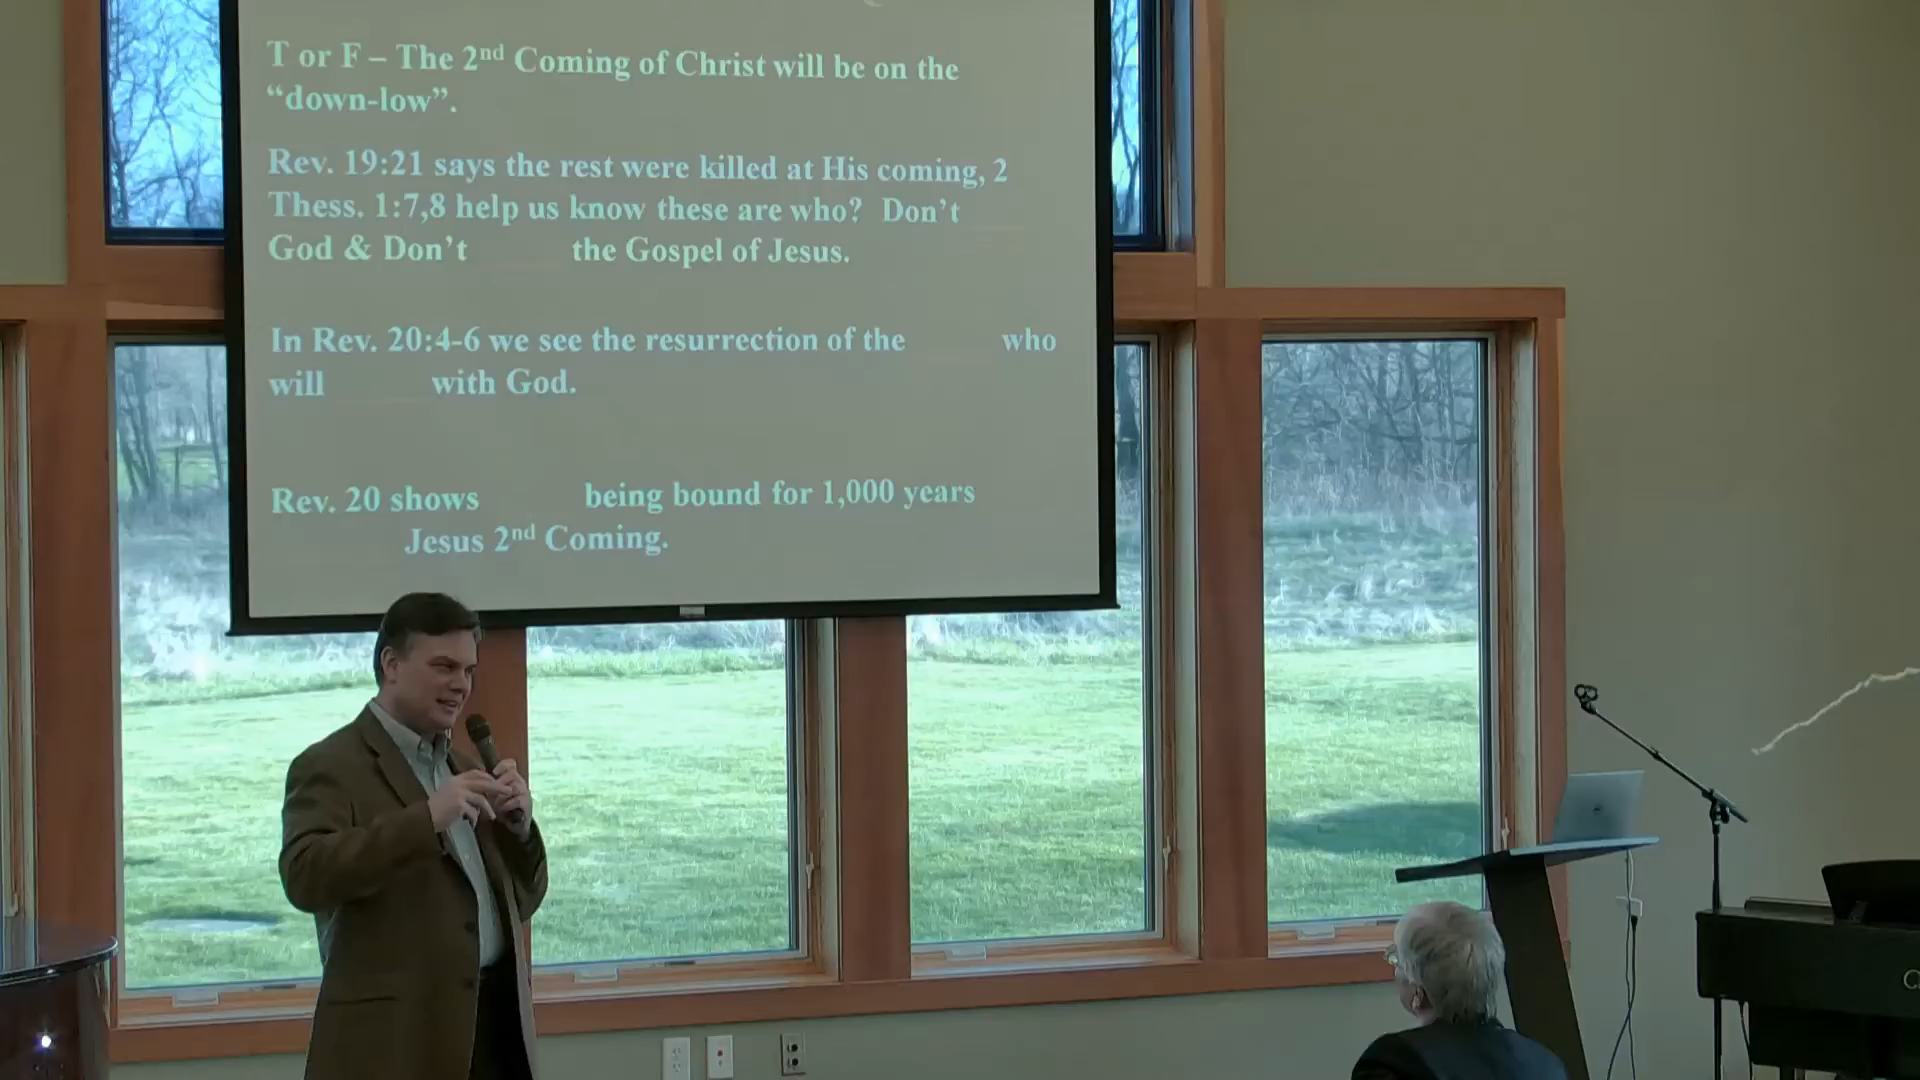 T or F – The 2nd Coming of Christ will be on the
“down-low”.
Rev. 19:21 says the rest were killed at His coming, 2
Thess. 1:7,8 help us know these are who? Don’t
God & Don’t the Gospel of Jesus.
In Rev. 20:4-6 we see the resurrection of the who
will with God.
Rev. 20 shows being bound for 1,000 years
Jesus 2nd Coming.